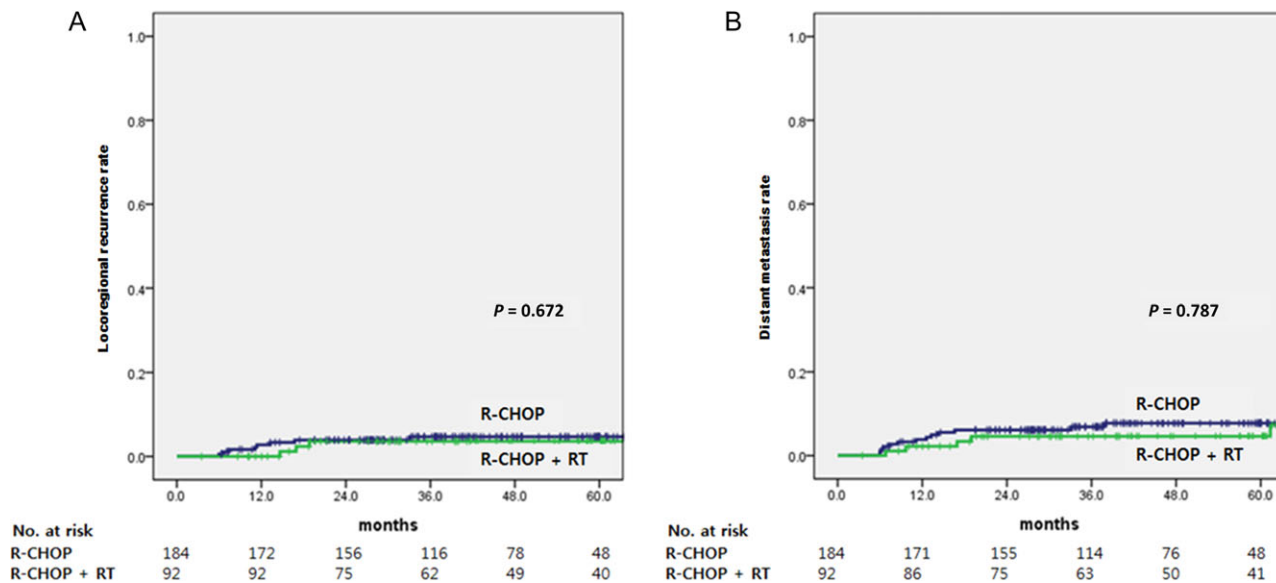 A
Locoregional recurrence rate
1.0
0.8
0.6
0.4
0.2
0.0
P = 0.672
R-CHOP
R-CHOP + RT
0.0 12.0 24.0 36.0 48.0 60.0
months
No. at risk
R-CHOP 184 172 156 116 78 48
R-CHOP + RT 92 92 75 62 49 40
B
Distant metastasis rate
1.0
0.8
0.6
0.4
0.2
0.0
P = 0.787
R-CHOP
R-CHOP + RT
0.0 12.0 24.0 36.0 48.0 60.0
months
No. at risk
R-CHOP 184 171 155 114 76 48
R-CHOP + RT 92 86 75 63 50 41